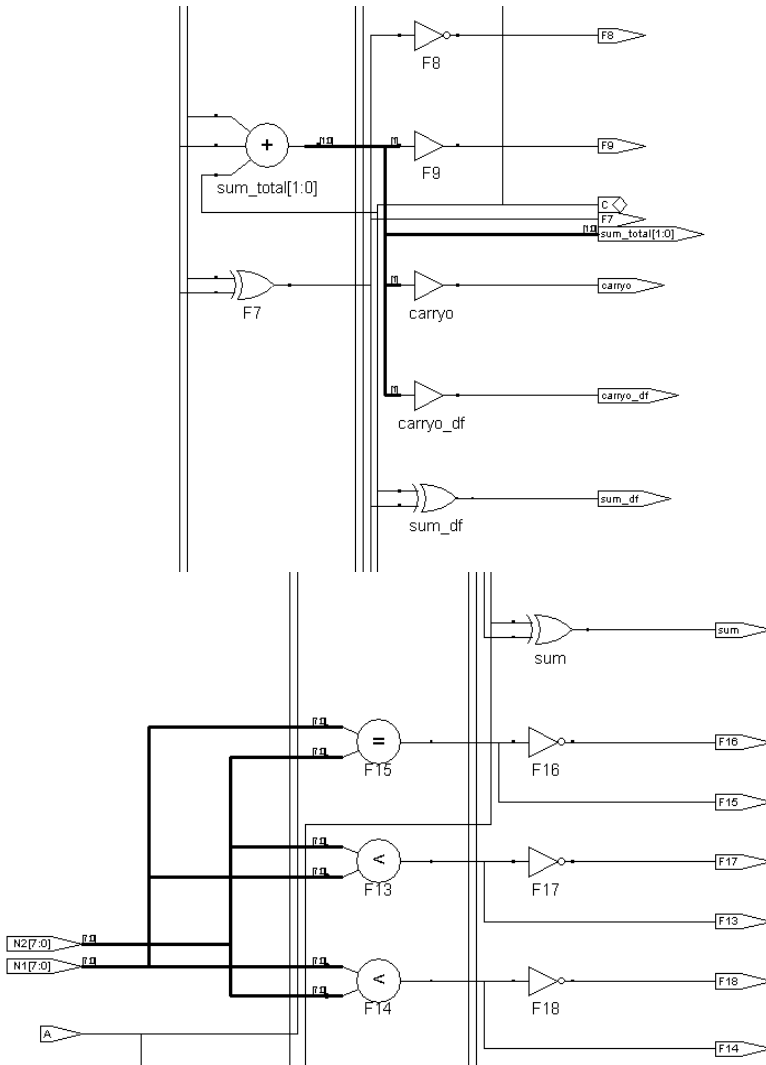 F8
F8
[1:0]
[1]
F9
+
F9
sum_total[1:0]
C
F7
[1:0]
sum_total[1:0]
[1]
carryo
F7
carryo
[1]
carryo_df
carryo_df
sum_df
sum_df
sum
sum
[7:0]
=
F16
[7:0]
F15
F16
F15
[7:0]
<
F17
[7:0]
F13
F17
F13
N2[7:0]
[7:0]
N1[7:0]
[7:0]
[7:0]
<
F18
[7:0]
F14
F18
A
F14